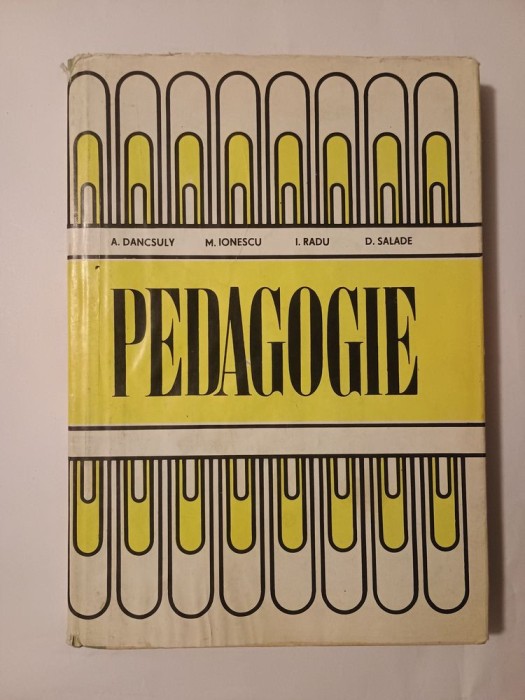 A. DANCSULY M. IONESCU I. RADU D. SALADE
PEDAGOGIE